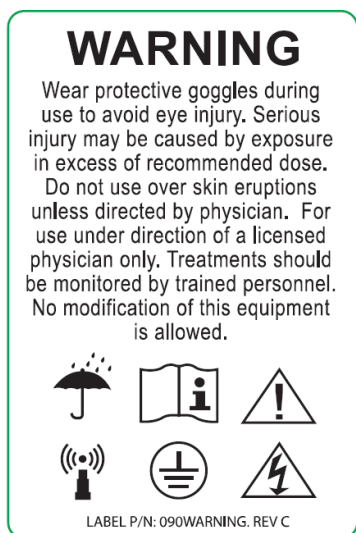 WARNING
Wear protective goggles during
use to avoid eye injury. Serious
injury may be caused by exposure
in excess of recommended dose.
Do not use over skin eruptions
unless directed by physician.  For
use under direction of a licensed
physician only. Treatments should
be monitored by trained personnel.
No modification of this equipment
is allowed.
LABEL P/N: 090WARNING. REV C